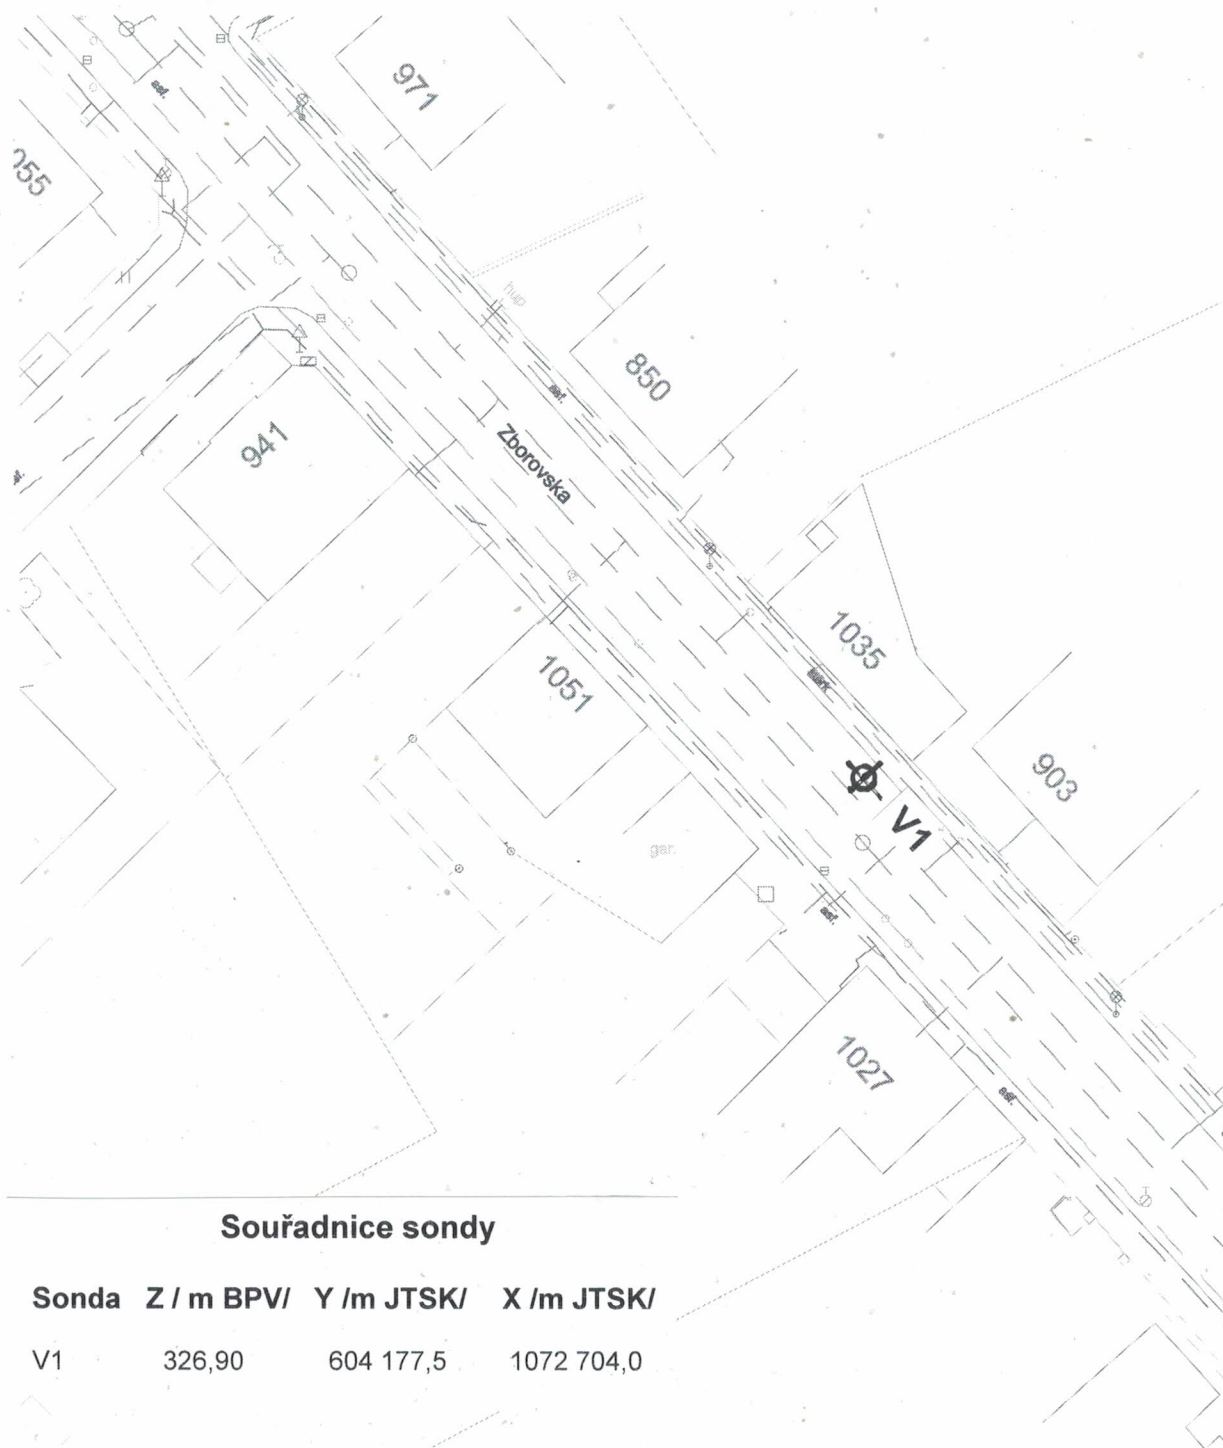 asf.
971
055
hup
850
asf.
941
Zborovska
1035
1051
903
V1
gar.
asf.
1027
asf.
Souřadnice sondy
Sonda Z / m BPV/ Y /m JTSK/ X /m JTSK/
V1 326,90 604 177,5 1072 704,0